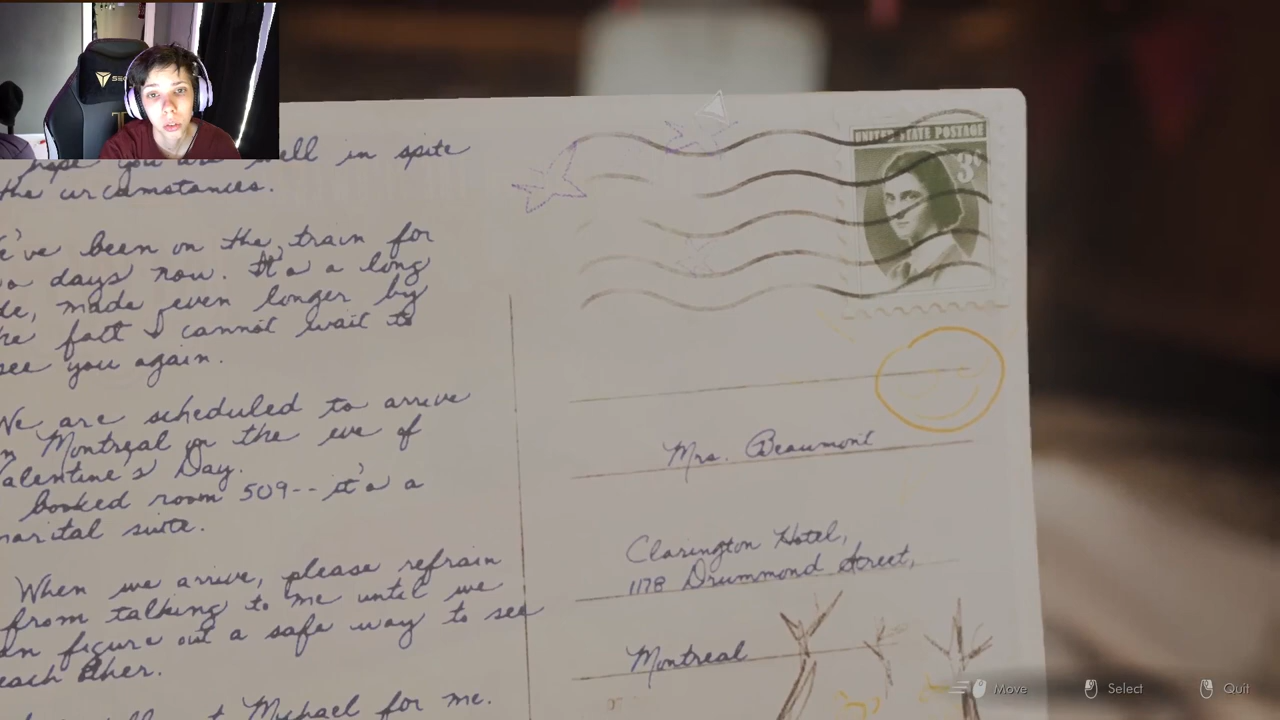 hope you are well in spite
the circumstances.
UNITED STATE POSTAGE
3¢
've been on the train for
days now. It's a long
made even longer by
the fact I cannot wait to
see you again.
We are scheduled to arrive
Montreal on the eve of
Valentine's Day.
booked room 509-- it's a
marital suite.
Mrs. Beaumont
Clarington Hotel,
1178 Drummond Street,
Montreal
When we arrive, please refrain
from talking to me until we
figure out a safe way to see
each other.
Michael for me.
Move
Select
Quit